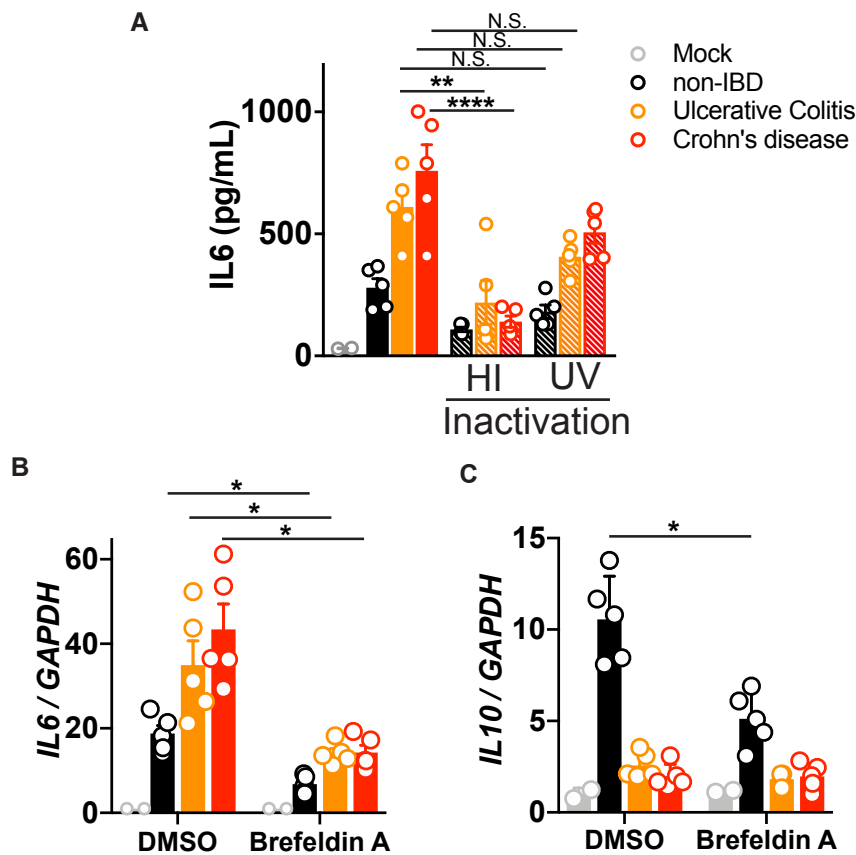 A
N.S.
N.S.
N.S.
**
****
Mock
non-IBD
Ulcerative Colitis
Crohn's disease
IL6 (pg/mL)
1000
500
0
HI
UV
Inactivation
B
*
*
*
IL6 / GAPDH
60
40
20
0
DMSO
Brefeldin A
C
*
IL10 / GAPDH
15
10
5
0
DMSO
Brefeldin A